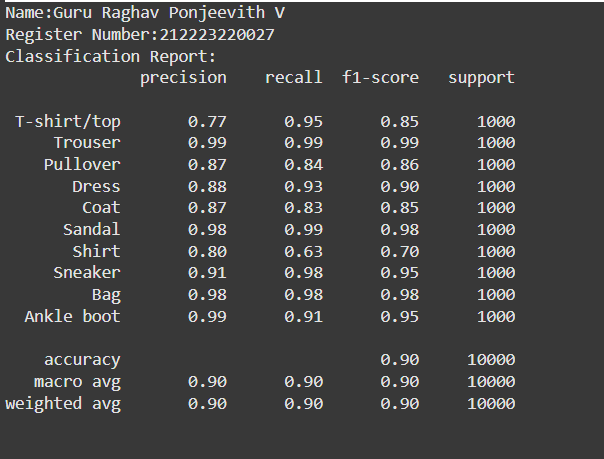 Name:Guru Raghav Ponjeevith V
Register Number:212223220027
Classification Report:
precision recall f1-score support
T-shirt/top 0.77 0.95 0.85 1000
Trouser 0.99 0.99 0.99 1000
Pullover 0.87 0.84 0.86 1000
Dress 0.88 0.93 0.90 1000
Coat 0.87 0.83 0.85 1000
Sandal 0.98 0.99 0.98 1000
Shirt 0.80 0.63 0.70 1000
Sneaker 0.91 0.98 0.95 1000
Bag 0.98 0.98 0.98 1000
Ankle boot 0.99 0.91 0.95 1000
accuracy 0.90 10000
macro avg 0.90 0.90 0.90 10000
weighted avg 0.90 0.90 0.90 10000